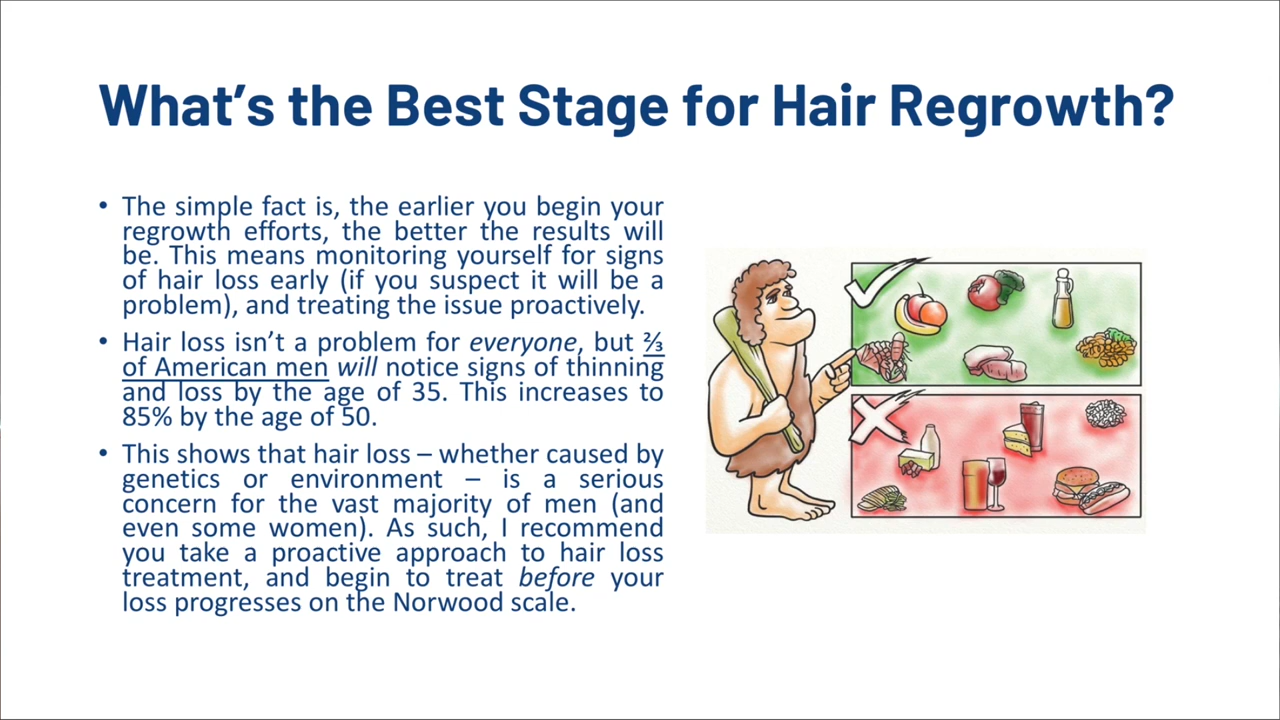 What’s the Best Stage for Hair Regrowth?
• The simple fact is, the earlier you begin your
regrowth efforts, the better the results will
be. This means monitoring yourself for signs
of hair loss early (if you suspect it will be a
problem), and treating the issue proactively.
• Hair loss isn’t a problem for everyone, but ⅔
of American men will notice signs of thinning
and loss by the age of 35. This increases to
85% by the age of 50.
• This shows that hair loss – whether caused by
genetics or environment – is a serious
concern for the vast majority of men (and
even some women). As such, I recommend
you take a proactive approach to hair loss
treatment, and begin to treat before your
loss progresses on the Norwood scale.